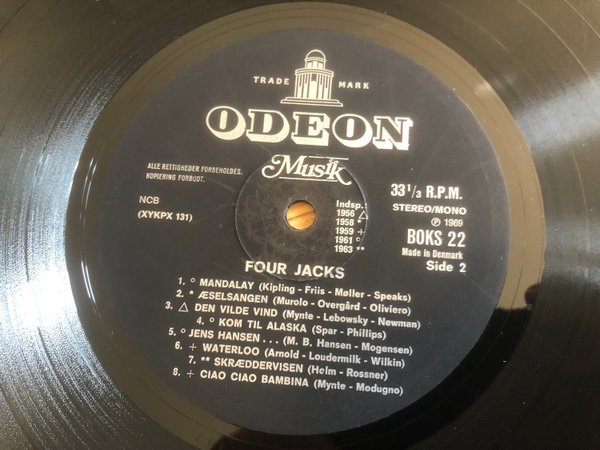 TRADE MARK
ODEON
Musik
ALLE RETTIGHEDER FORBEHOLDES.
KOPIERING FORBUDT.
NCB
(XYKPX 131)
Indsp.:
1956 △
1958 *
1959 +
1961 °
1963 **
33 1/3 R.P.M.
STEREO/MONO
Ⓟ 1969
BOKS 22
Made in Denmark
Side 2
FOUR JACKS
1. ° MANDALAY (Kipling - Friis - Møller - Speaks)
2. * ÆSELSANGEN (Murolo - Overgård - Oliviero)
3. △ DEN VILDE VIND (Mynte - Lebowsky - Newman)
4. ° KOM TIL ALASKA (Spar - Phillips)
5. ° JENS HANSEN . . . (M. B. Hansen - Mogensen)
6. + WATERLOO (Arnold - Loudermilk - Wilkin)
7. ** SKRÆDDERVISEN (Holm - Rossner)
8. + CIAO CIAO BAMBINA (Mynte - Modugno)